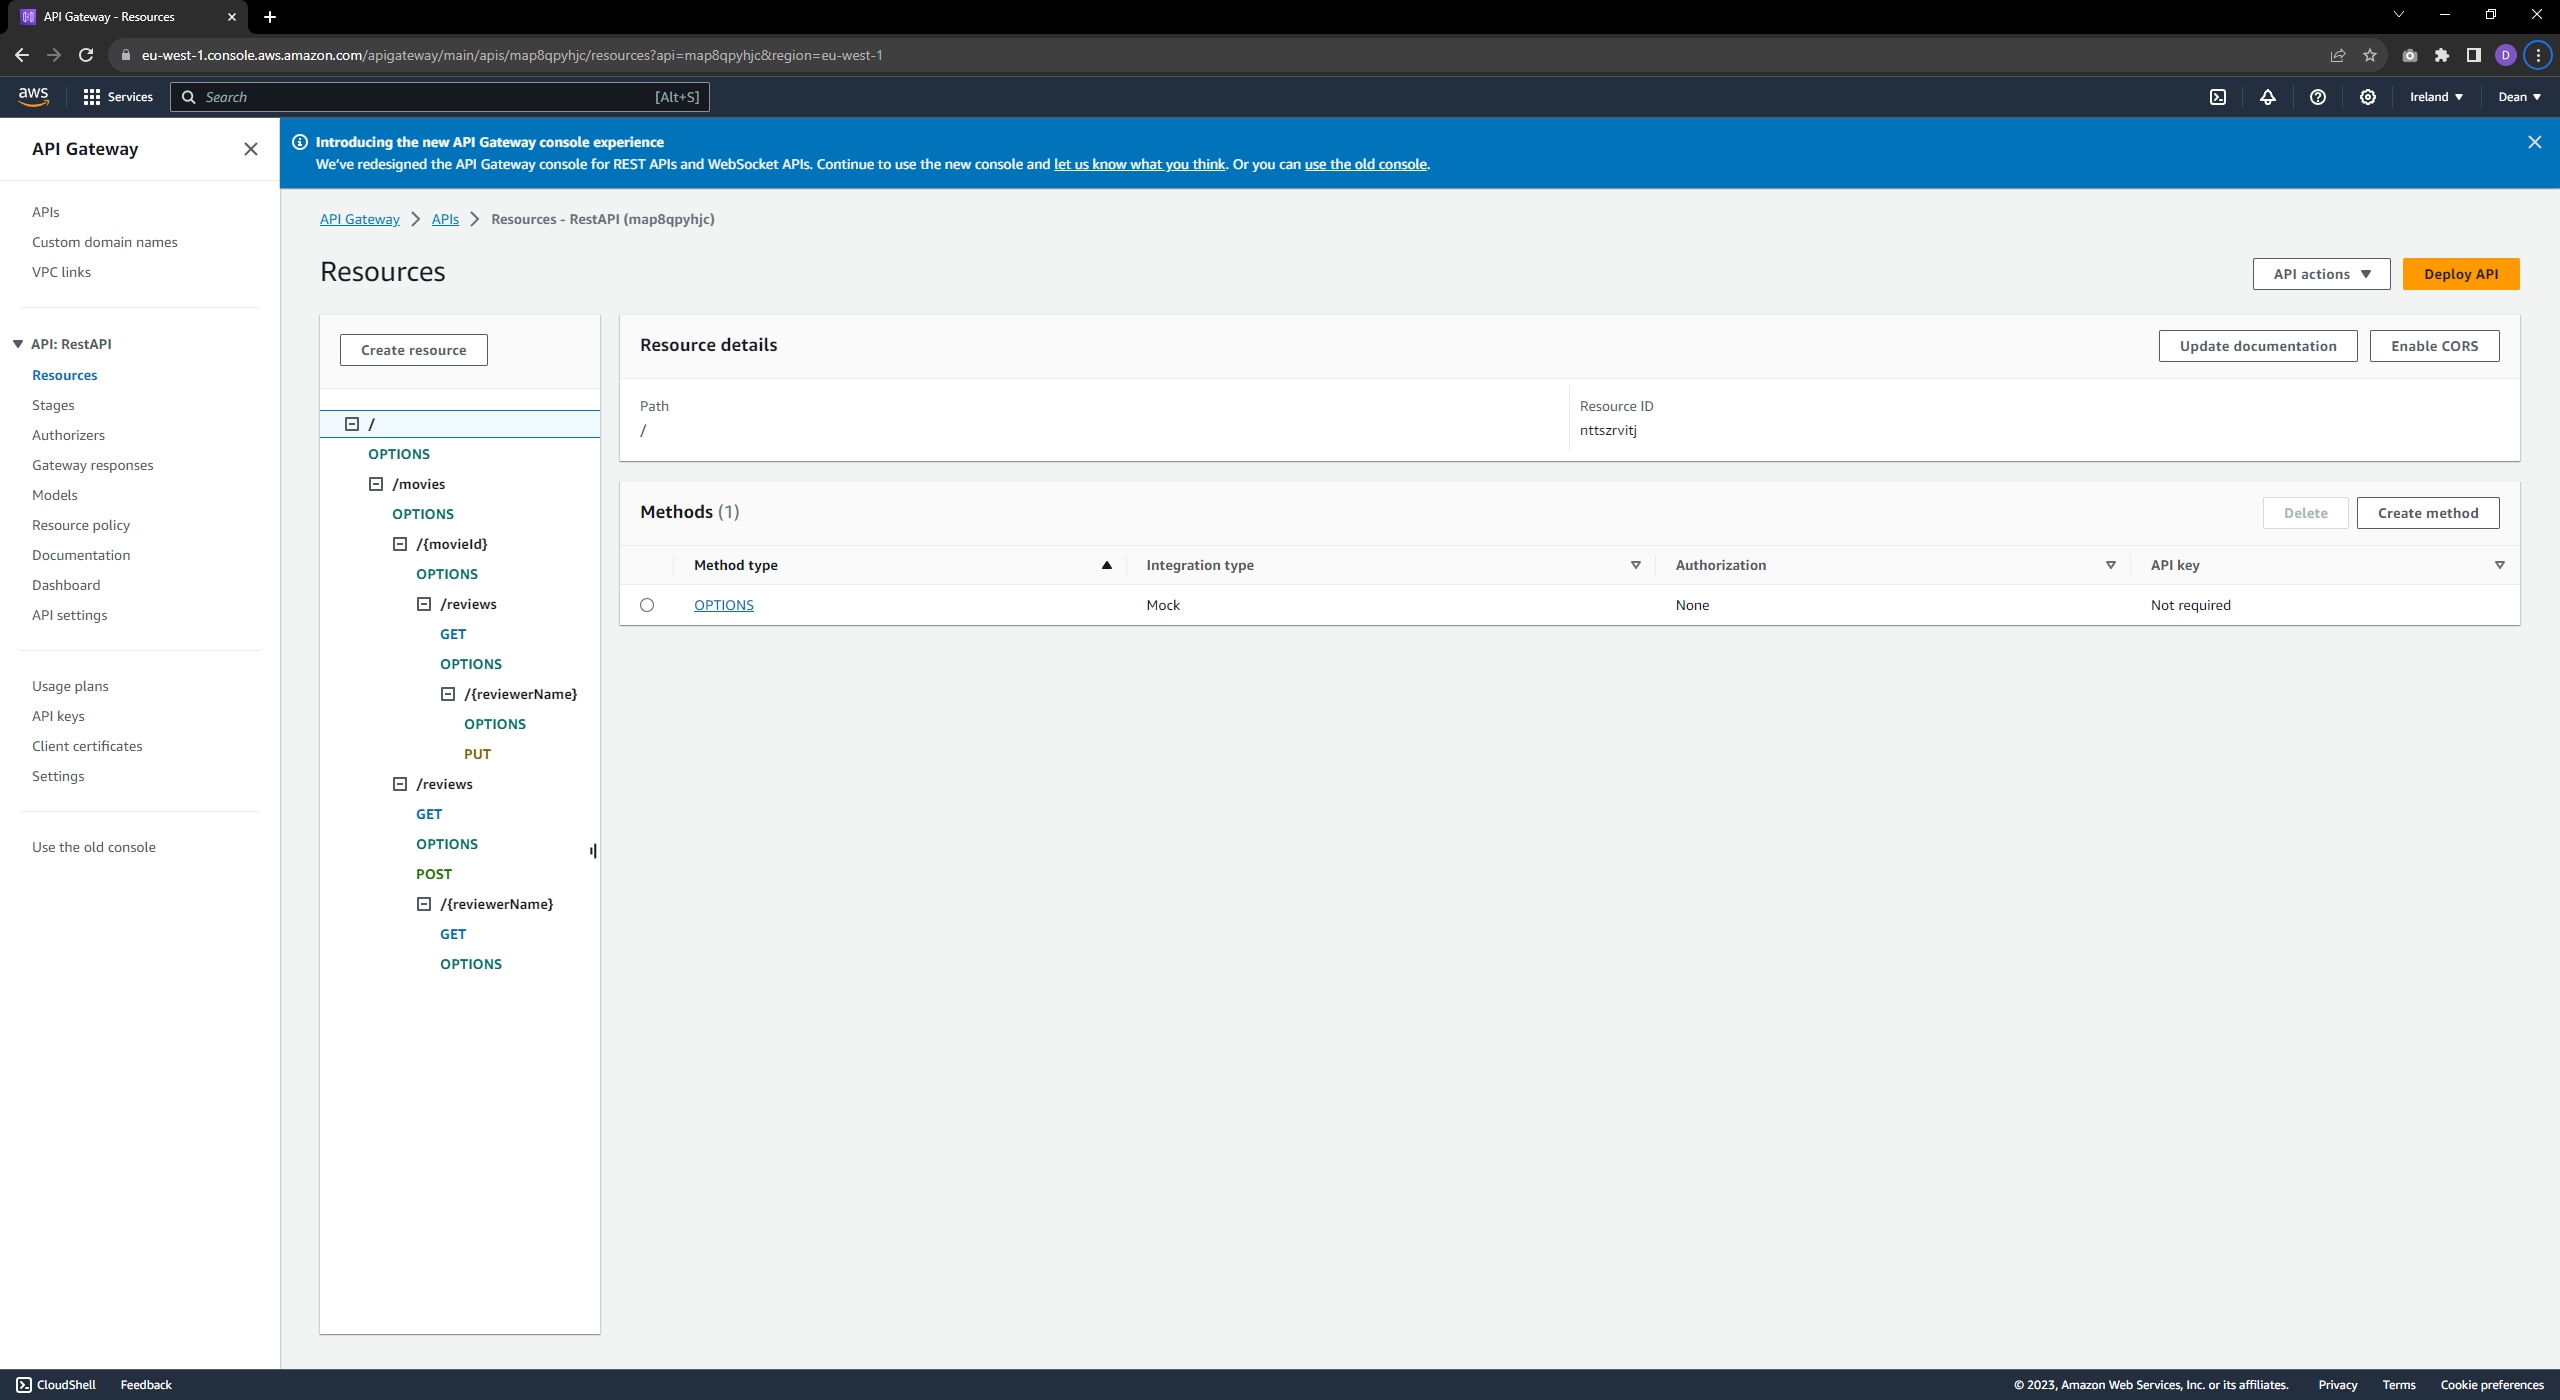 API Gateway - Resources
eu-west-1.console.aws.amazon.com/apigateway/main/apis/map8qpyhjc/resources?api=map8qpyhjc&region=eu-west-1
D
aws
Services
Search
[Alt+S]
Ireland
Dean
API Gateway
Introducing the new API Gateway console experience
We've redesigned the API Gateway console for REST APIs and WebSocket APIs. Continue to use the new console and let us know what you think. Or you can use the old console.
APIs
Custom domain names
VPC links
API: RestAPI
Resources
Stages
Authorizers
Gateway responses
Models
Resource policy
Documentation
Dashboard
API settings
Usage plans
API keys
Client certificates
Settings
Use the old console
API Gateway
APIs
Resources - RestAPI (map8qpyhjc)
Resources
API actions
Deploy API
Create resource
/
OPTIONS
/movies
OPTIONS
/{movieId}
OPTIONS
/reviews
GET
OPTIONS
/{reviewerName}
OPTIONS
PUT
/reviews
GET
OPTIONS
POST
/{reviewerName}
GET
OPTIONS
Resource details
Update documentation
Enable CORS
Path
/
Resource ID
nttszrvitj
Methods (1)
Delete
Create method
Method type
Integration type
Authorization
API key
OPTIONS
Mock
None
Not required
CloudShell
Feedback
© 2023, Amazon Web Services, Inc. or its affiliates.
Privacy
Terms
Cookie preferences